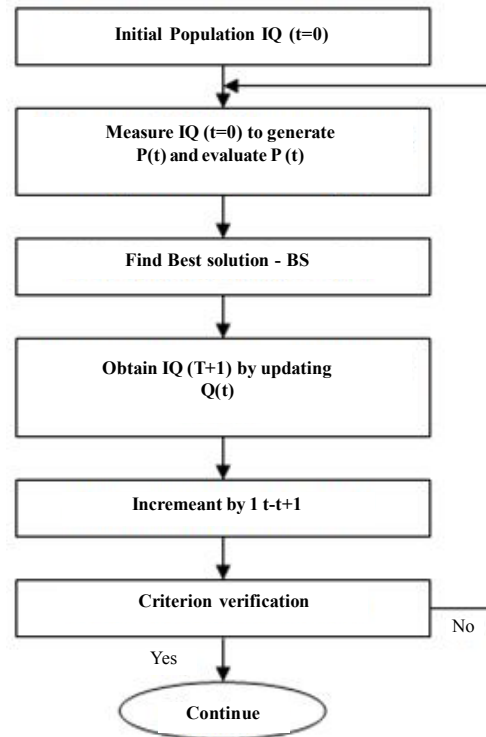 Initial Population IQ (t=0)
Measure IQ (t=0) to generate
P(t) and evaluate P (t)
Find Best solution - BS
Obtain IQ (T+1) by updating
Q(t)
Incremeant by 1 t-t+1
Criterion verification
No
Yes
Continue